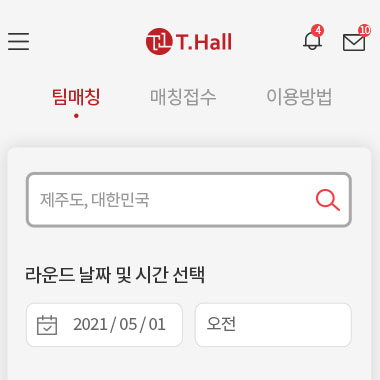 T.Hall
4
10
팀매칭 매칭접수 이용방법
제주도, 대한민국
라운드 날짜 및 시간 선택
2021 / 05 / 01 오전